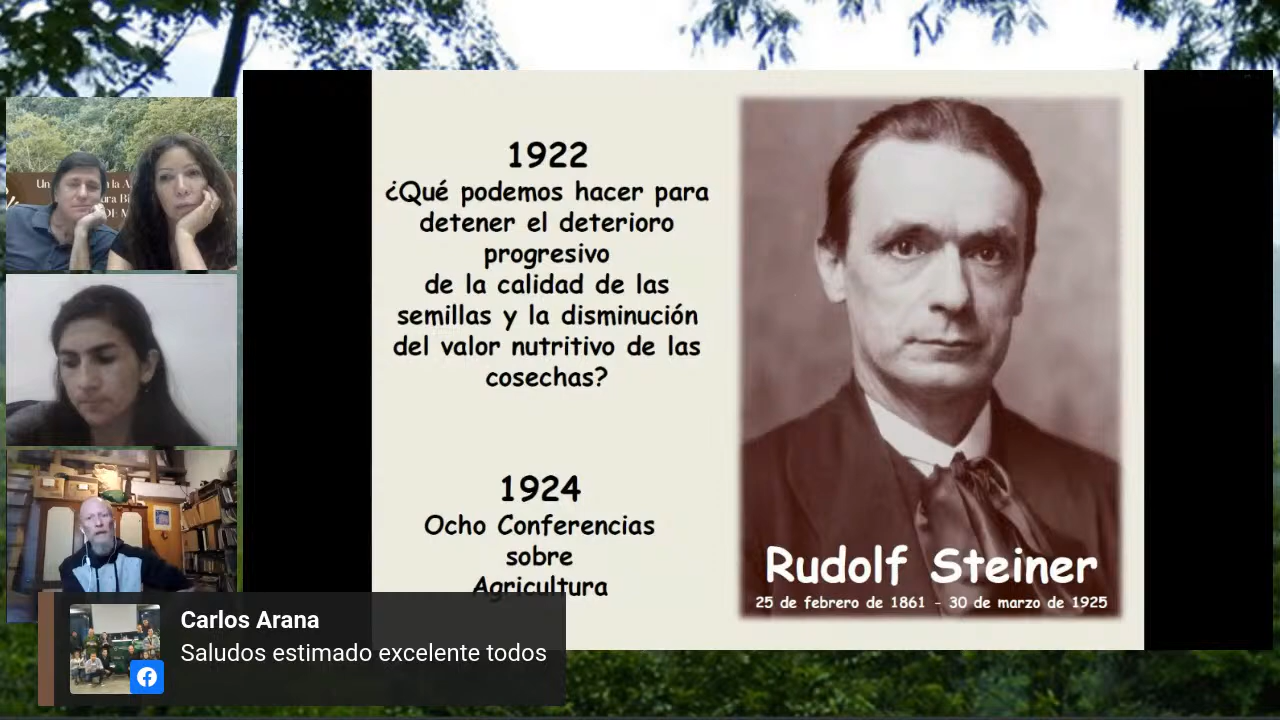 1922
¿Qué podemos hacer para
detener el deterioro
progresivo
de la calidad de las
semillas y la disminución
del valor nutritivo de las
cosechas?
1924
Ocho Conferencias
sobre
Agricultura
Rudolf Steiner
25 de febrero de 1861 - 30 de marzo de 1925
Carlos Arana
Saludos estimado excelente todos